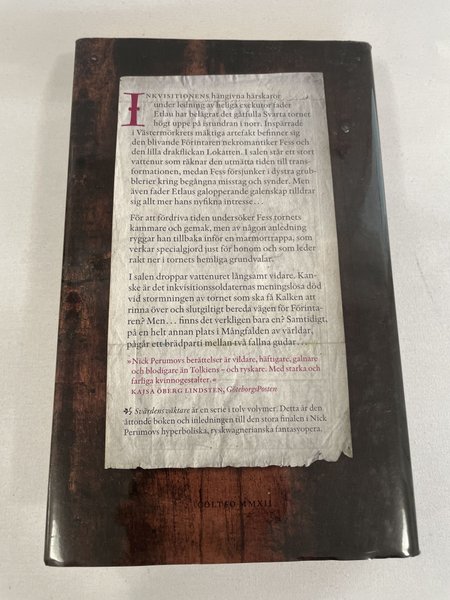 INKVISITIONENS hängivna härskaror
under ledning av heliga exekutor fader
Etlau har belägrat det gåtfulla Svarta tornet
högt uppe på istundran i norr. Inspärrade
i Västermörkrets mäktiga artefakt befinner sig
den blivande Förintaren nekromantiker Fess och
den lilla drakflickan Lokatten. I salen står ett stort
vattenur som räknar den utmätta tiden till trans-
formationen, medan Fess försjunker i dystra grub-
blerier kring begångna misstag och synder. Men
även fader Etlaus galopperande galenskap tilldrar
sig allt mer hans nyfikna intresse…
För att fördriva tiden undersöker Fess tornets
kammare och gemak, men av någon anledning
ryggar han tillbaka inför en marmortrappa, som
verkar specialgjord just för honom och som leder
rakt ner i tornets hemliga grundvalar.
I salen droppar vattenuret långsamt vidare. Kan-
ske är det inkvisitionssoldaternas meningslösa död
vid stormningen av tornet som ska få Kalken att
rinna över och slutgiltigt bereda vägen för Förinta-
ren? Men… finns det verkligen bara en? Samtidigt,
på en helt annan plats i Mångfalden av världar,
pågår ett brädparti mellan två fallna gudar…
»Nick Perumovs berättelser är vildare, häftigare, galnare
och blodigare än Tolkiens – och ryskare. Med starka och
farliga kvinnogestalter.«
KAJSA ÖBERG LINDSTEN, GöteborgsPosten
Svärdens väktare är en serie i tolv volymer. Detta är den
åttonde boken och inledningen till den stora finalen i Nick
Perumovs hyperboliska, ryskwagnerianska fantasyopera.
COLTSO MMXII